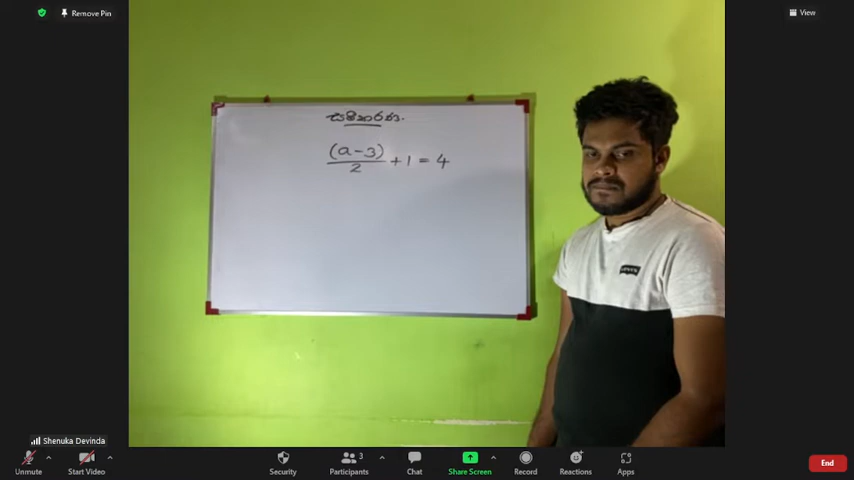 Remove Pin
View
සමීකරණ.
(a-3)
2
+ 1 = 4
LEVI'S
Shenuka Devinda
Unmute
Start Video
Security
3
Participants
Chat
Share Screen
Record
Reactions
Apps
End